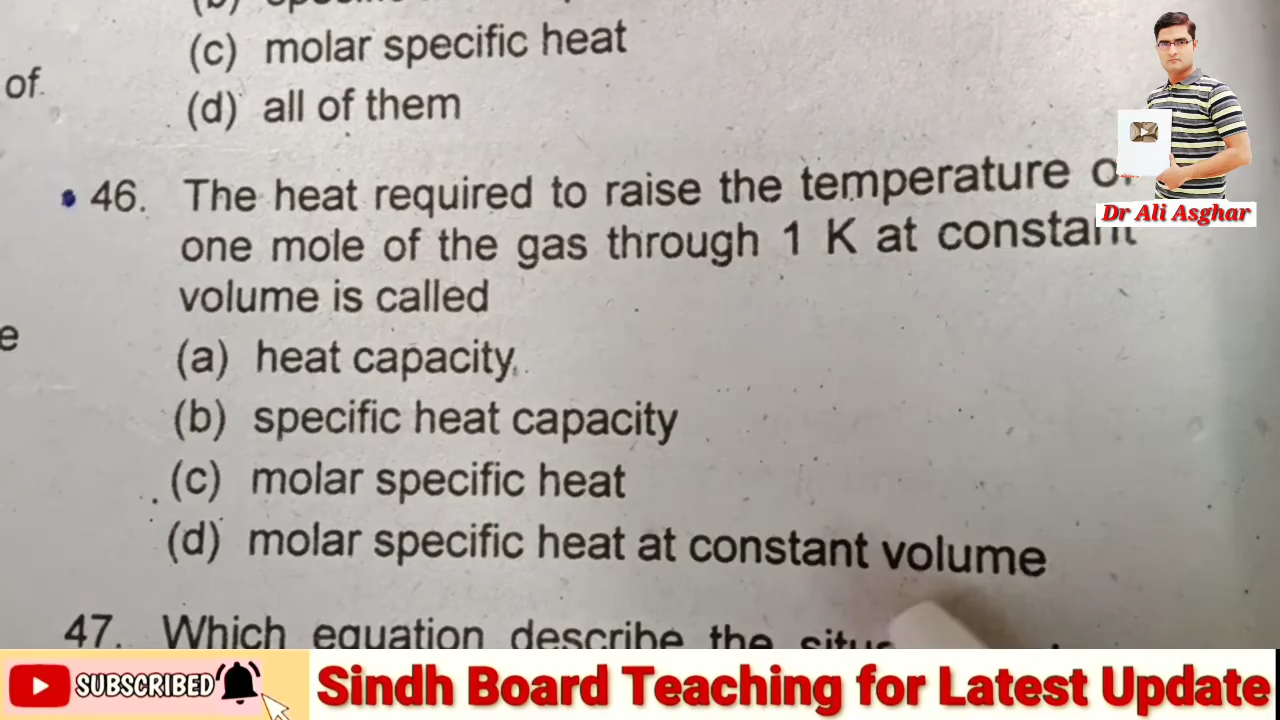 (c) molar specific heat
of
(d) all of them
46. The heat required to raise the temperature
one mole of the gas through 1 K at constant
volume is called
e
(a) heat capacity
(b) specific heat capacity
(c) molar specific heat
(d) molar specific heat at constant volume
47. Which equation describe the
Dr Ali Asghar
SUBSCRIBED
Sindh Board Teaching for Latest Update